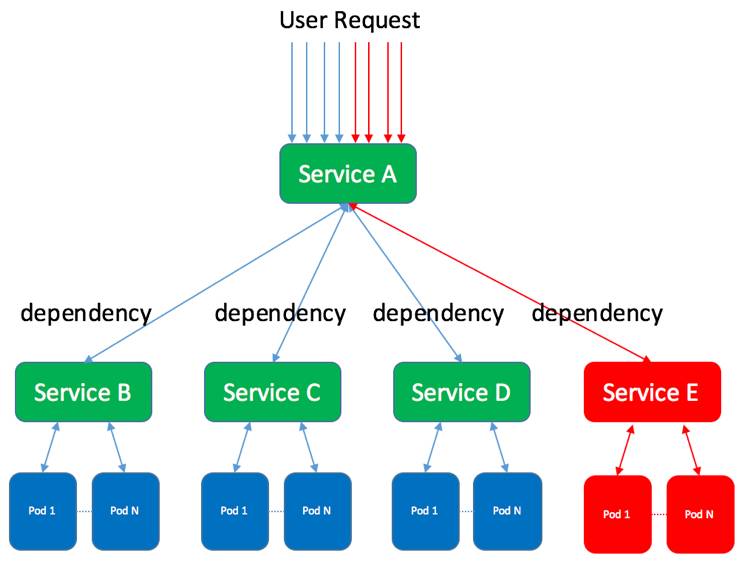 User Request
Service A
dependency
dependency
dependency
dependency
Service B
Service C
Service D
Service E
Pod 1
Pod N
Pod 1
Pod N
Pod 1
Pod N
Pod 1
Pod N